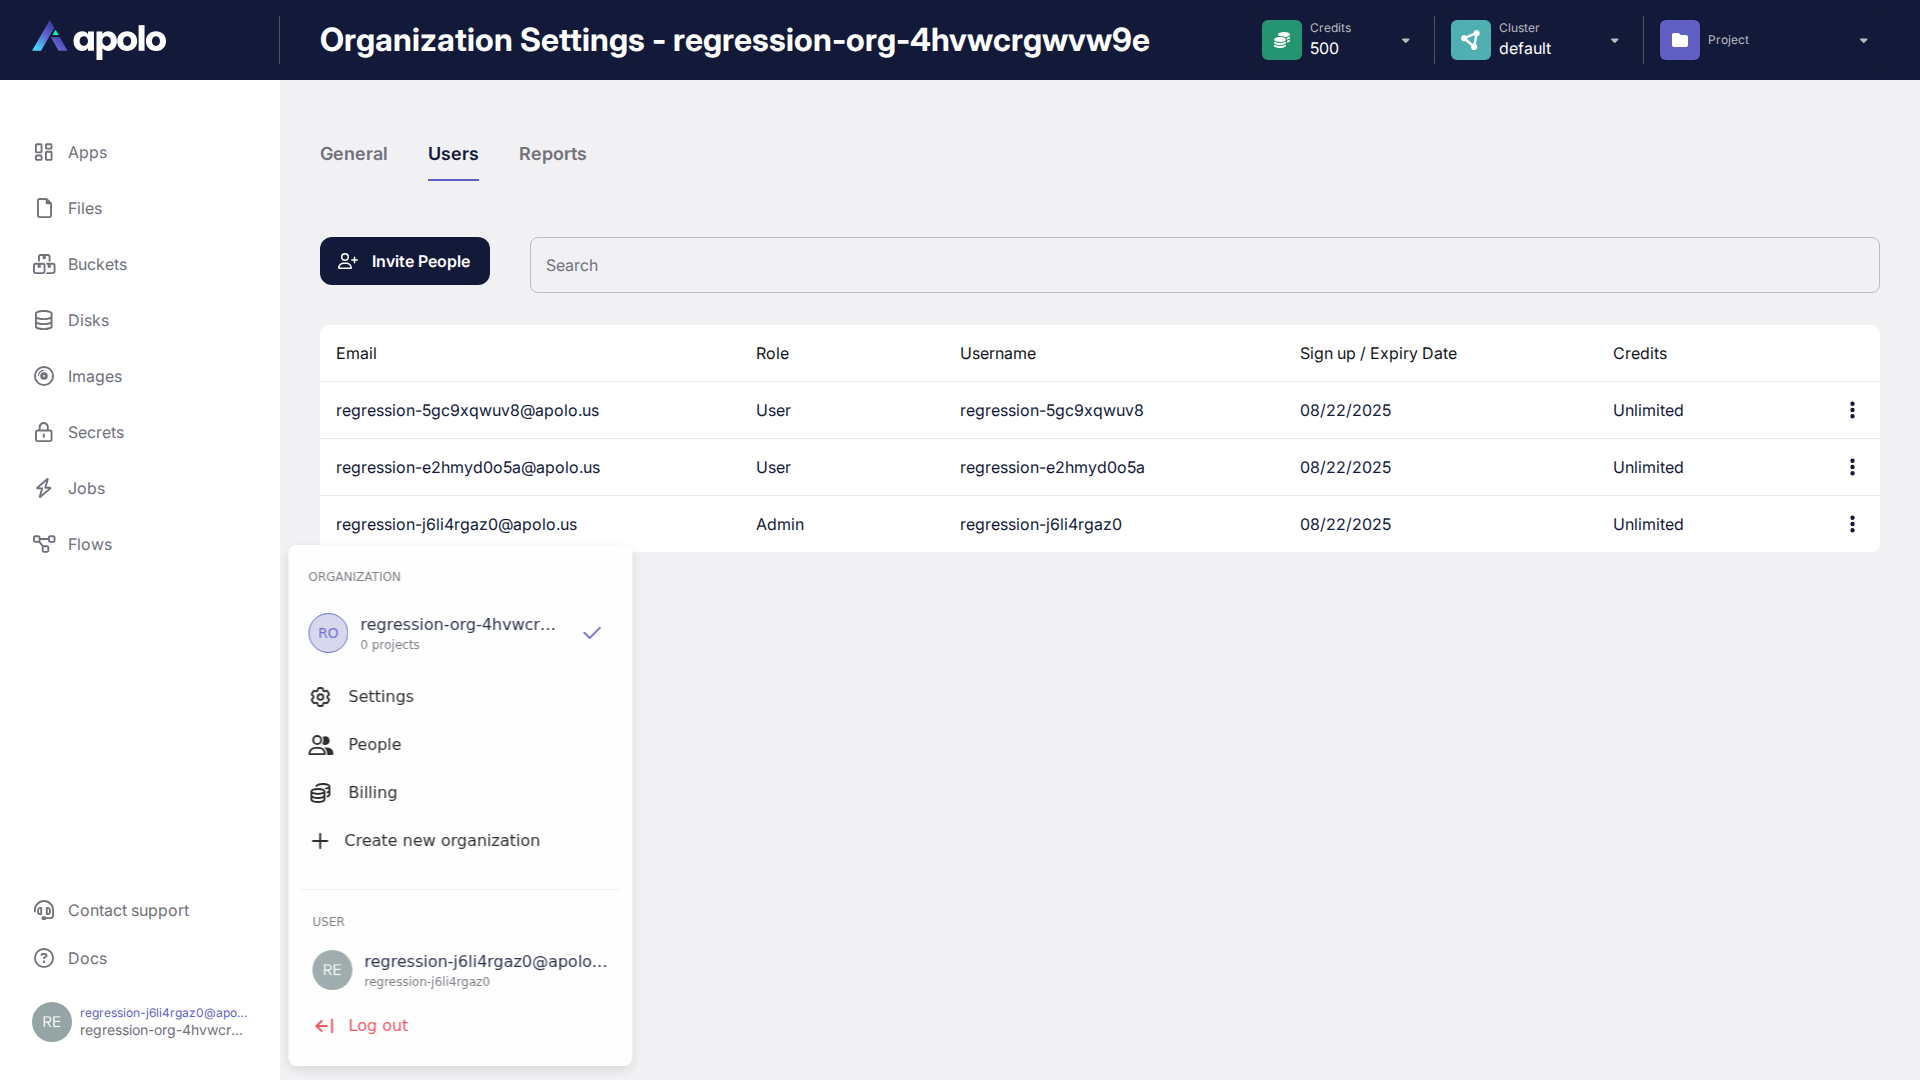 apolo
Organization Settings - regression-org-4hvwcrgwvw9e
Credits
500
Cluster
default
Project
Apps
Files
Buckets
Disks
Images
Secrets
Jobs
Flows
Contact support
Docs
RE
regression-j6li4rgaz0@apo...
regression-org-4hvwcr...
General
Users
Reports
Invite People
Search
Email Role Username Sign up / Expiry Date Credits
regression-5gc9xqwuv8@apolo.us User regression-5gc9xqwuv8 08/22/2025 Unlimited
regression-e2hmyd0o5a@apolo.us User regression-e2hmyd0o5a 08/22/2025 Unlimited
regression-j6li4rgaz0@apolo.us Admin regression-j6li4rgaz0 08/22/2025 Unlimited
ORGANIZATION
RO
regression-org-4hvwcr...
0 projects
Settings
People
Billing
Create new organization
USER
RE
regression-j6li4rgaz0@apolo...
regression-j6li4rgaz0
Log out